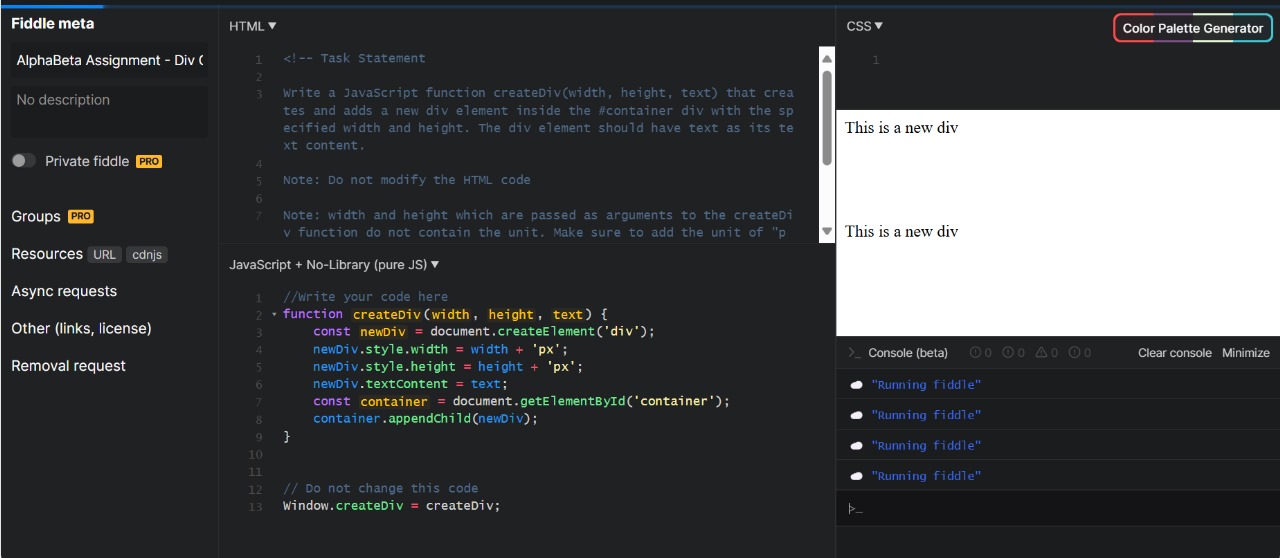 Fiddle meta
AlphaBeta Assignment - Div C
No description
Private fiddle PRO
Groups PRO
Resources URL cdnjs
Async requests
Other (links, license)
Removal request
HTML ▼
1 <!-- Task Statement
2
3 Write a JavaScript function createDiv(width, height, text) that crea
tes and adds a new div element inside the #container div with the sp
ecified width and height. The div element should have text as its te
xt content.
4
5 Note: Do not modify the HTML code
6
7 Note: width and height which are passed as arguments to the createDi
v function do not contain the unit. Make sure to add the unit of "p
JavaScript + No-Library (pure JS) ▼
1 //Write your code here
2 function createDiv(width, height, text) {
3 const newDiv = document.createElement('div');
4 newDiv.style.width = width + 'px';
5 newDiv.style.height = height + 'px';
6 newDiv.textContent = text;
7 const container = document.getElementById('container');
8 container.appendChild(newDiv);
9 }
10
11
12 // Do not change this code
13 Window.createDiv = createDiv;
CSS ▼
Color Palette Generator
1
This is a new div
This is a new div
>_ Console (beta) 0 0 0 0 Clear console Minimize
"Running fiddle"
"Running fiddle"
"Running fiddle"
"Running fiddle"
>_